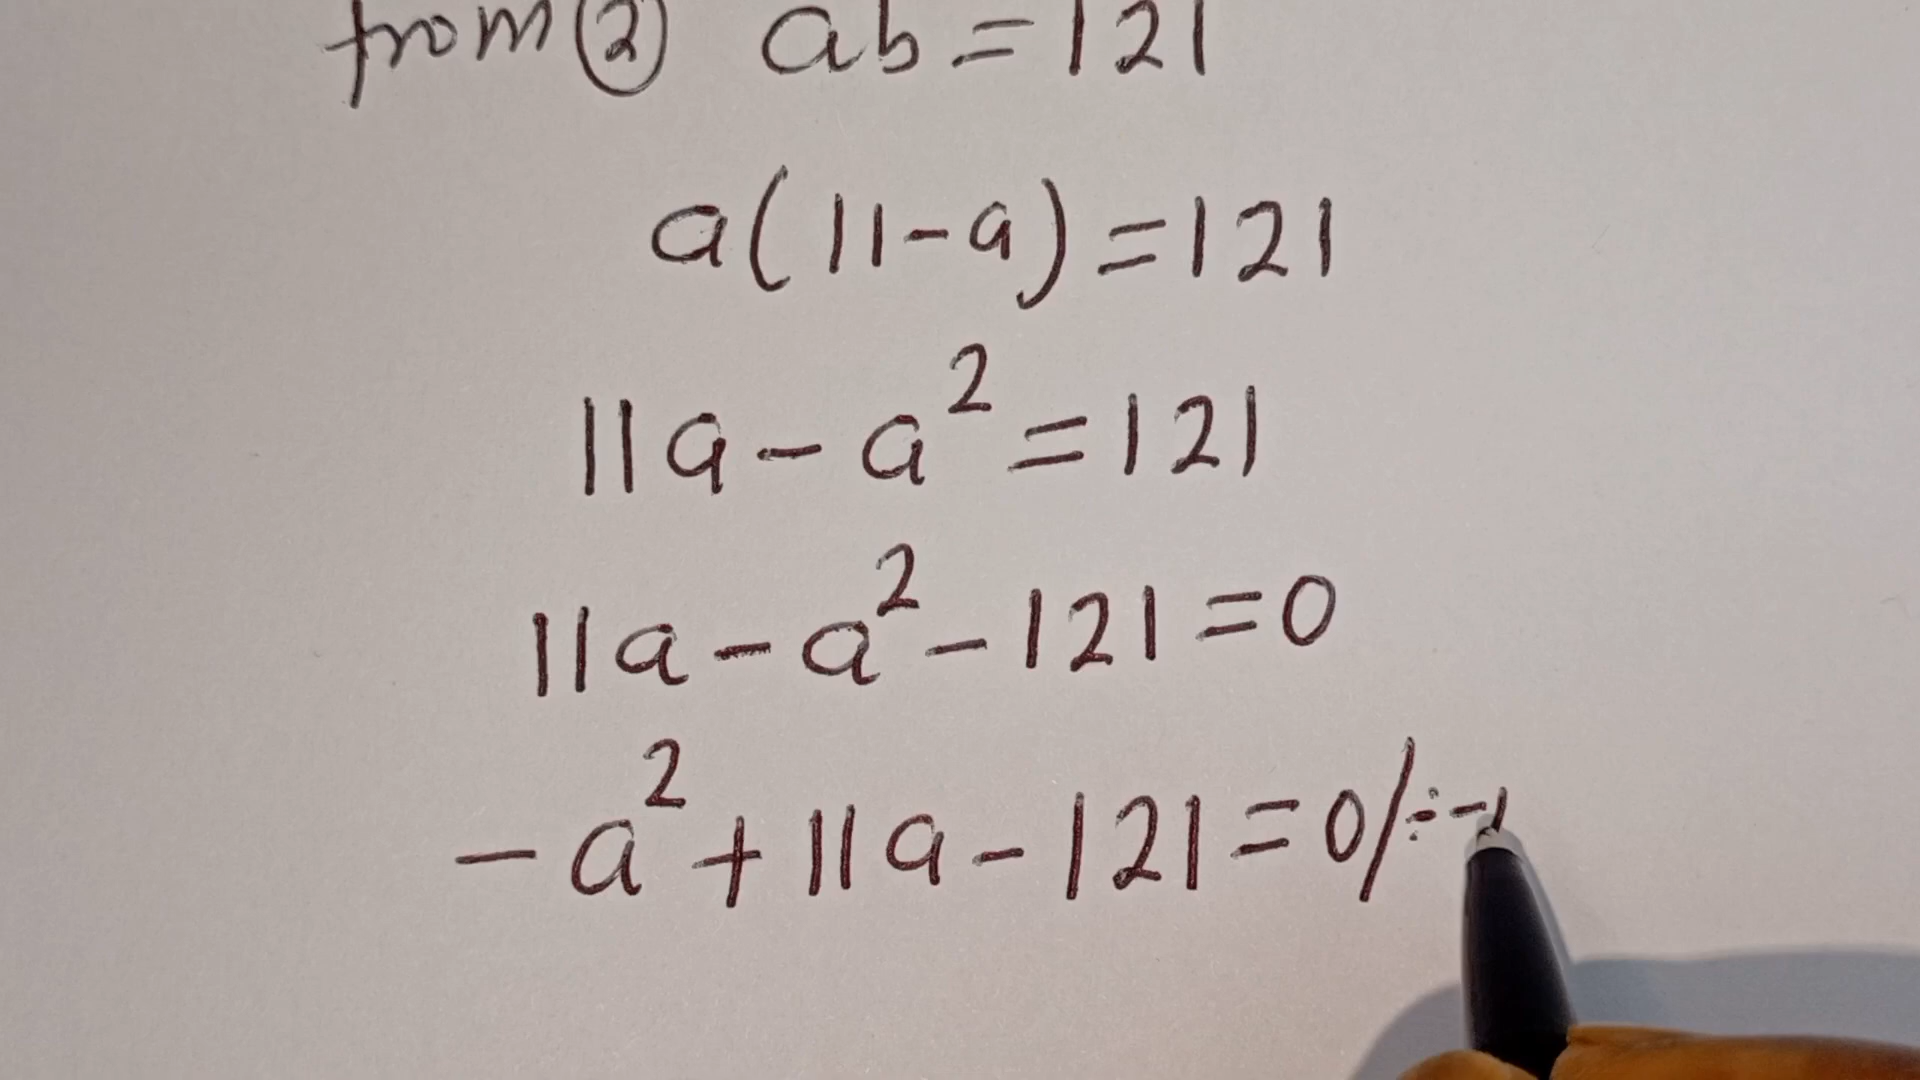 from ② ab = 121
a(11-a) = 121
11a - a² = 121
11a - a² - 121 = 0
-a² + 11a - 121 = 0 / ÷ -1